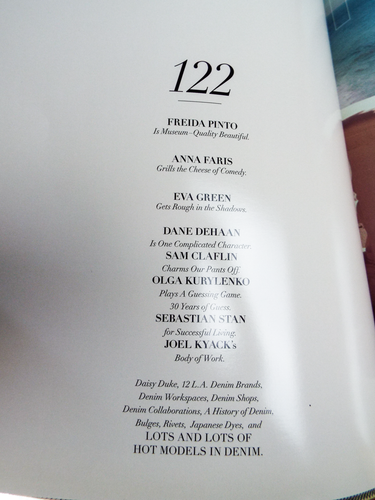 122
FREIDA PINTO
Is Museum-Quality Beautiful.
ANNA FARIS
Grills the Cheese of Comedy.
EVA GREEN
Gets Rough in the Shadows.
DANE DEHAAN
Is One Complicated Character.
SAM CLAFLIN
Charms Our Pants Off.
OLGA KURYLENKO
Plays A Guessing Game.
30 Years of Guess.
SEBASTIAN STAN
for Successful Living.
JOEL KYACK's
Body of Work.
Daisy Duke, 12 L.A. Denim Brands,
Denim Workspaces, Denim Shops,
Denim Collaborations, A History of Denim,
Bulges, Rivets, Japanese Dyes, and
LOTS AND LOTS OF
HOT MODELS IN DENIM.